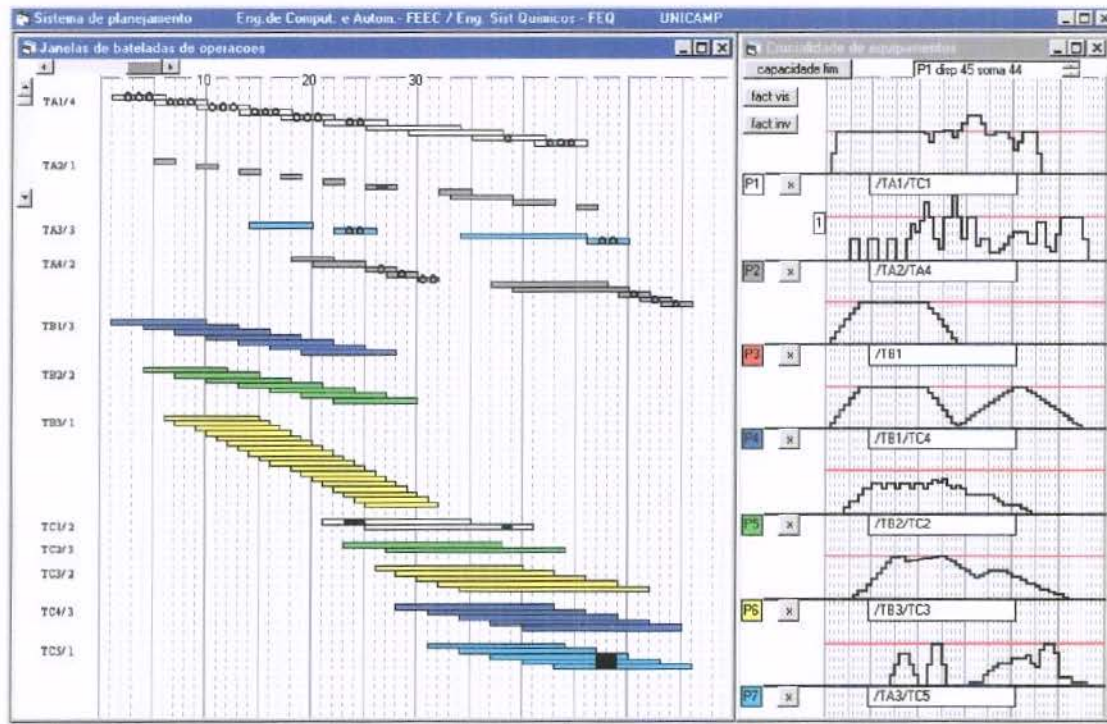 Sistema de planejamento Eng.de Comput. e Autom.- FEEC / Eng. Sist Quimicos - FEQ UNICAMP
Janelas de bateladas de operacoes
Crucialidade de equipamentos
capacidade lim
P1 disp 45 soma 44
10 20 30
fact vis
fact inv
TA1/4
TA2/1
TA3/3
TA4/2
TB1/3
TB2/2
TB3/1
TC1/2
TC2/3
TC3/2
TC4/3
TC5/1
P1 x /TA1/TC1
1
P2 x /TA2/TA4
P3 x /TB1
P4 x /TB1/TC4
P5 x /TB2/TC2
P6 x /TB3/TC3
P7 x /TA3/TC5